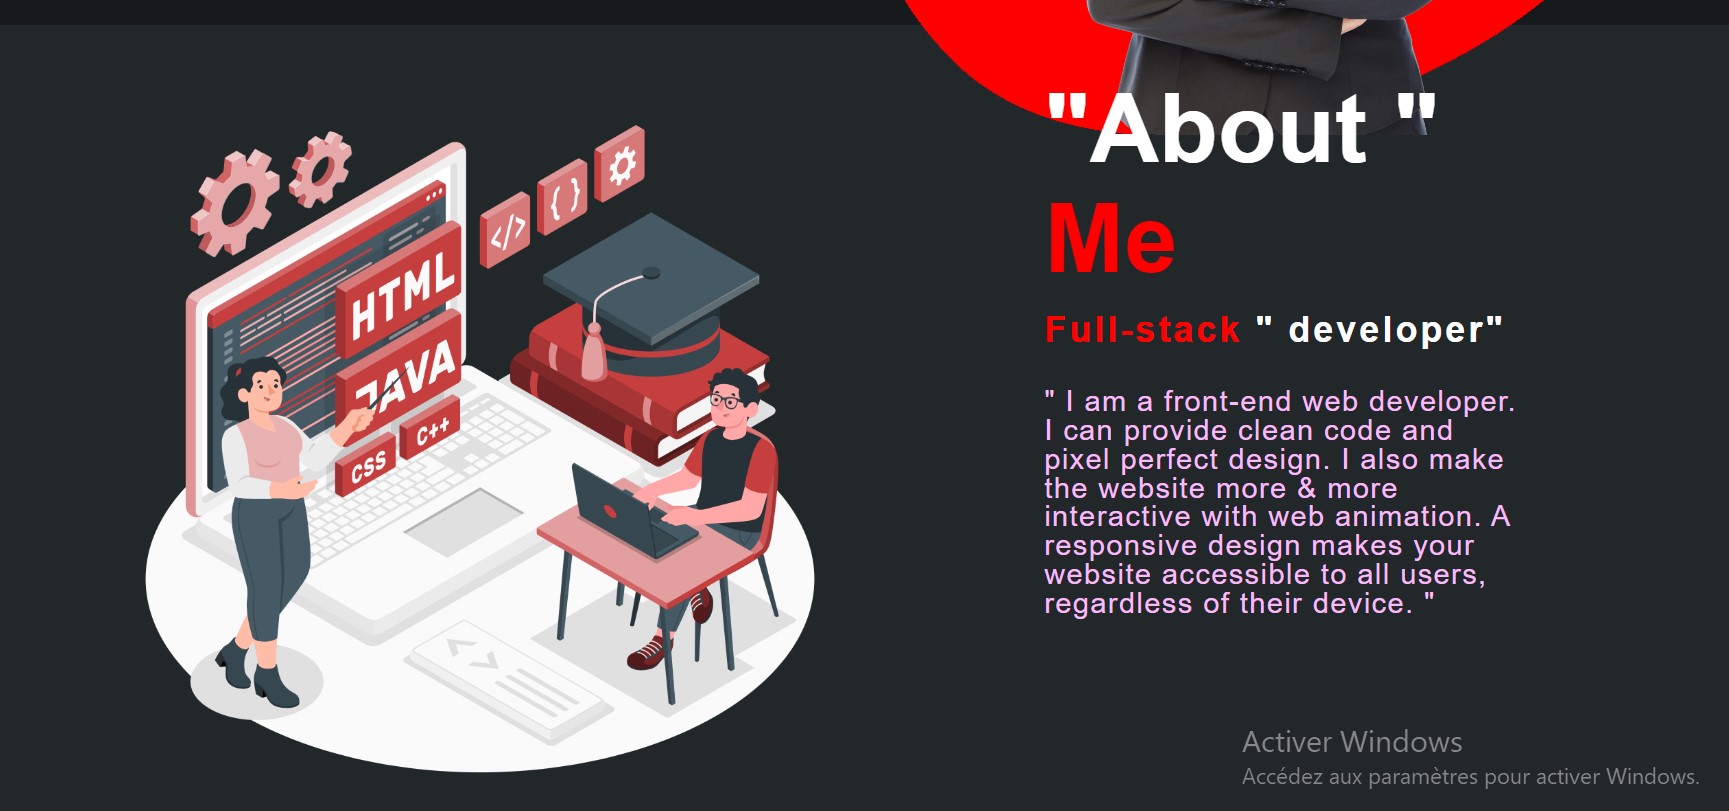 "About "
Me
Full-stack " developer"
" I am a front-end web developer.
I can provide clean code and
pixel perfect design. I also make
the website more & more
interactive with web animation. A
responsive design makes your
website accessible to all users,
regardless of their device. "
</>
{ }
HTML
JAVA
C++
CSS
Activer Windows
Accédez aux paramètres pour activer Windows.